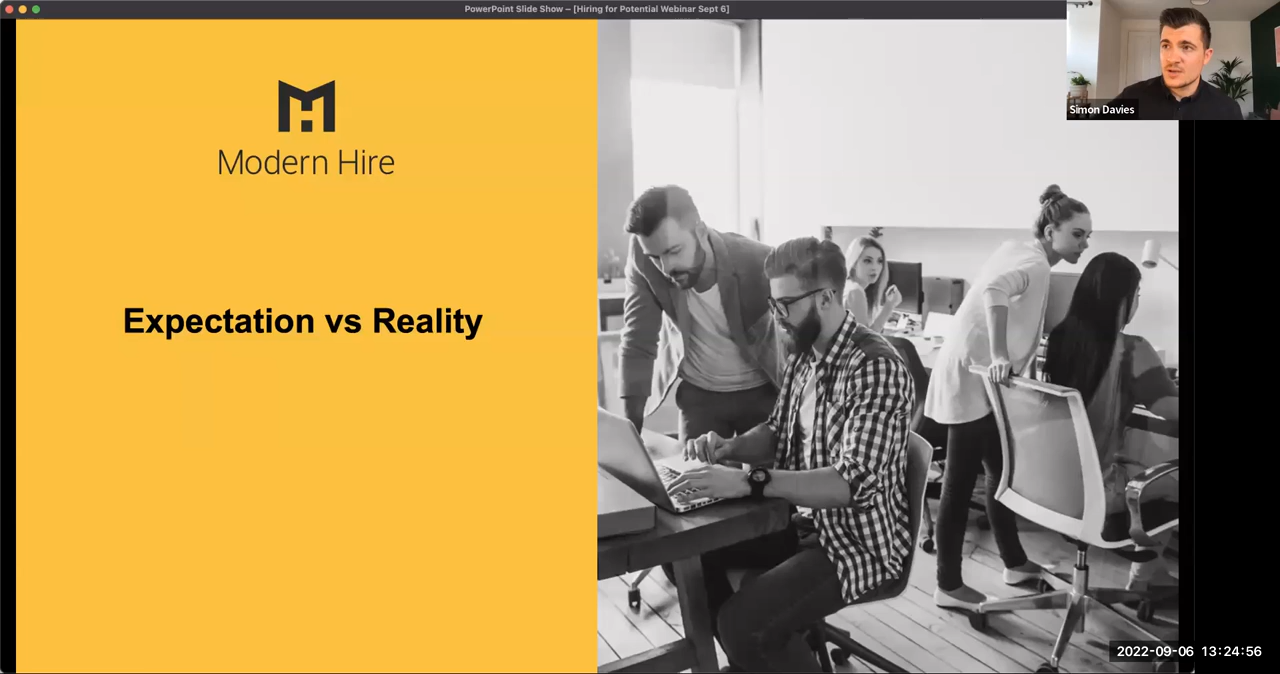 PowerPoint Slide Show – [Hiring for Potential Webinar Sept 6]
Simon Davies
Modern Hire
Expectation vs Reality
2022-09-06 13:24:56